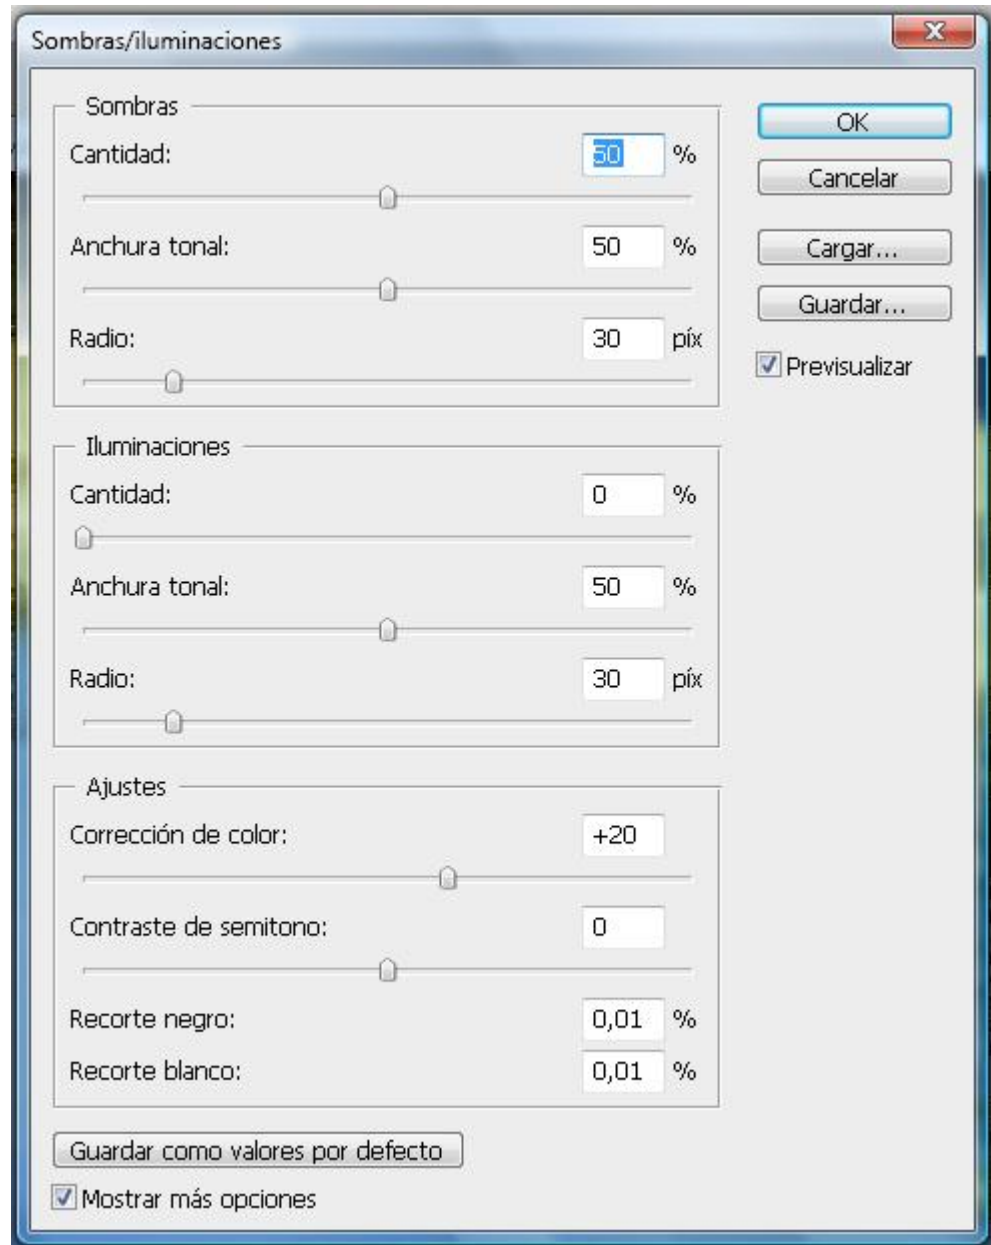 Sombras/iluminaciones
Sombras
Cantidad: 50 %
Anchura tonal: 50 %
Radio: 30 píx
Iluminaciones
Cantidad: 0 %
Anchura tonal: 50 %
Radio: 30 píx
Ajustes
Corrección de color: +20
Contraste de semitono: 0
Recorte negro: 0,01 %
Recorte blanco: 0,01 %
Guardar como valores por defecto
Mostrar más opciones
OK
Cancelar
Cargar...
Guardar...
Previsualizar